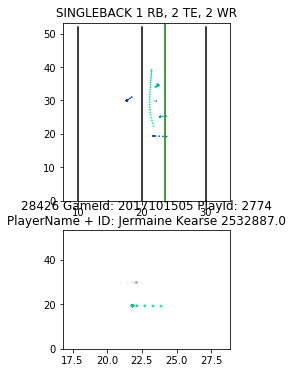 SINGLEBACK 1 RB, 2 TE, 2 WR
50
40
30
20
10
0
10 20 30
28426 GameId: 2017101505 PlayId: 2774
PlayerName + ID: Jermaine Kearse 2532887.0
40
20
0
17.5 20.0 22.5 25.0 27.5